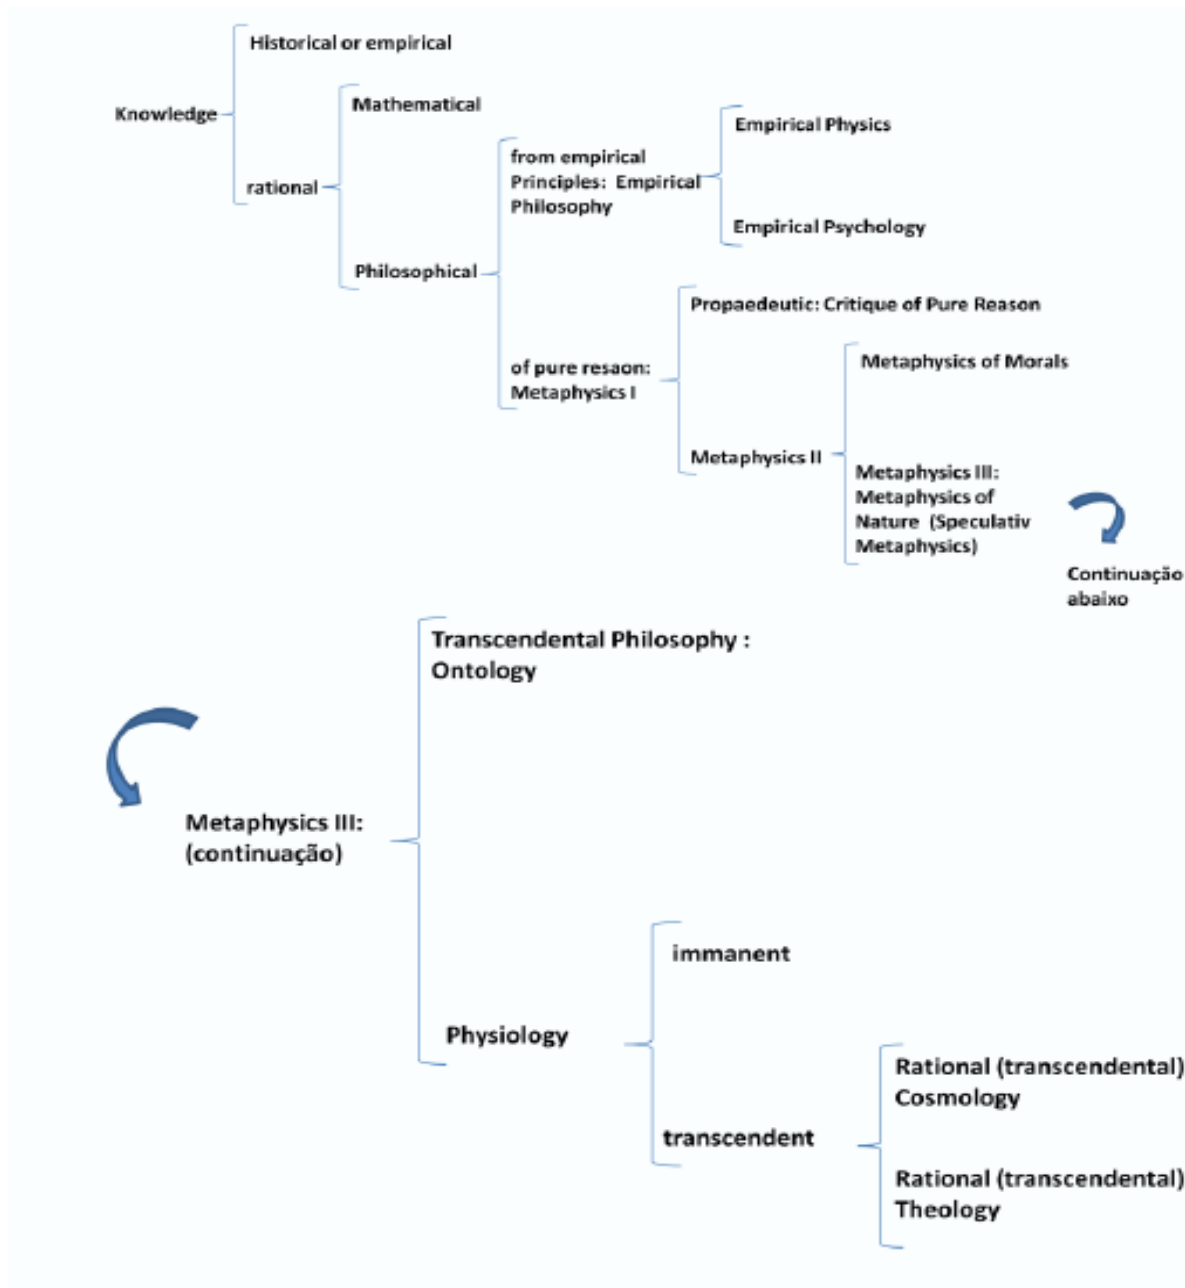 Historical or empirical
Mathematical
Knowledge
rational
Philosophical
from empirical
Principles: Empirical
Philosophy
Empirical Physics
Empirical Psychology
of pure resaon:
Metaphysics I
Propaedeutic: Critique of Pure Reason
Metaphysics II
Metaphysics of Morals
Metaphysics III:
Metaphysics of
Nature (Speculativ
Metaphysics)
Continuação
abaixo
Transcendental Philosophy :
Ontology
Metaphysics III:
(continuação)
Physiology
immanent
transcendent
Rational (transcendental)
Cosmology
Rational (transcendental)
Theology